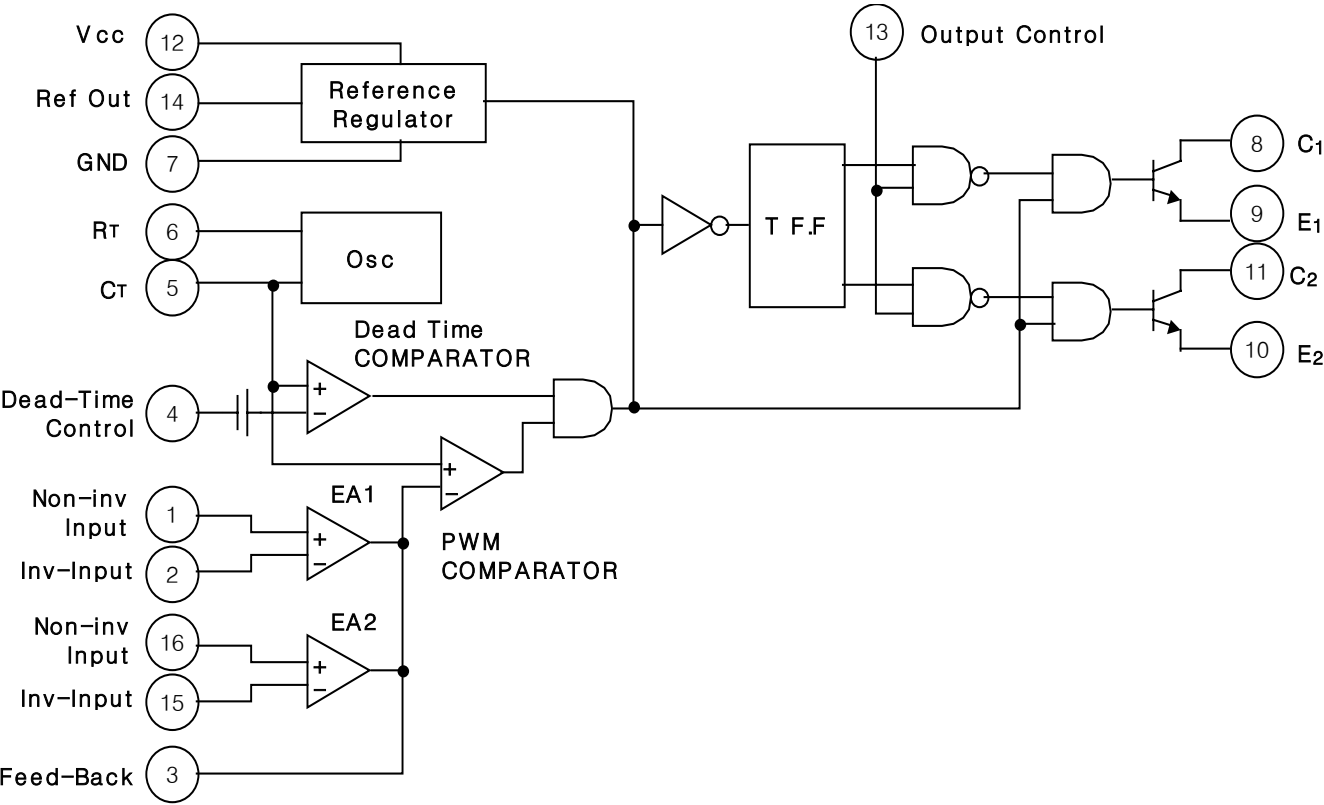 Vcc
12
Ref Out
14
GND
7
Reference
Regulator
RT
6
CT
5
Osc
Dead Time
COMPARATOR
Dead-Time
Control
4
+
−
+
−
PWM
COMPARATOR
Non-inv
Input
1
Inv-Input
2
EA1
+
−
Non-inv
Input
16
Inv-Input
15
EA2
+
−
Feed-Back
3
13
Output Control
T F.F
8
C1
9
E1
11
C2
10
E2